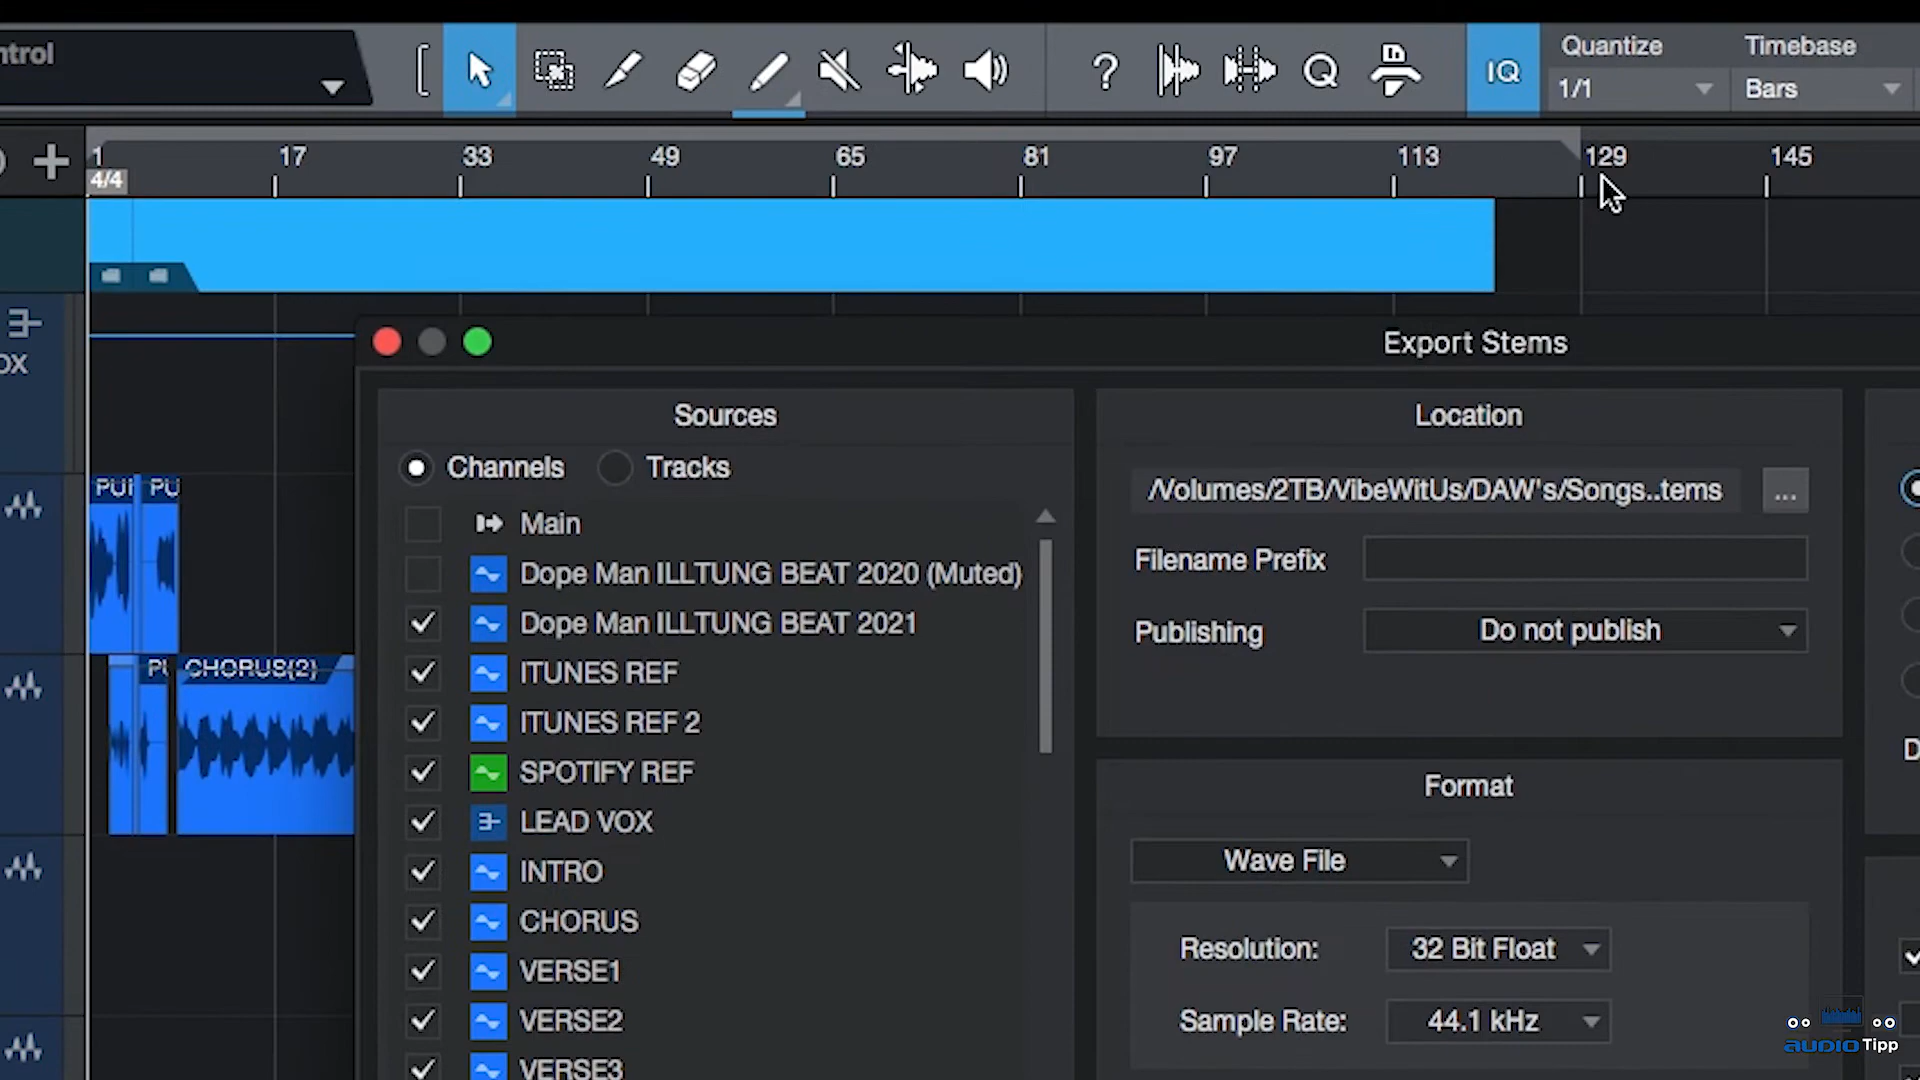 ntrol
IQ
Quantize
Timebase
1/1
Bars
1
17
33
49
65
81
97
113
129
145
4/4
OX
Export Stems
Sources
Location
Channels
Tracks
/Volumes/2TB/VibeWitUs/DAW's/Songs..tems
...
Main
Filename Prefix
Dope Man ILLTUNG BEAT 2020 (Muted)
Dope Man ILLTUNG BEAT 2021
Publishing
Do not publish
ITUNES REF
ITUNES REF 2
SPOTIFY REF
LEAD VOX
INTRO
CHORUS
VERSE1
VERSE2
VERSE3
PU
CHORUS(2)
Format
Wave File
Resolution:
32 Bit Float
Sample Rate:
44.1 kHz
AUDIO Tipp